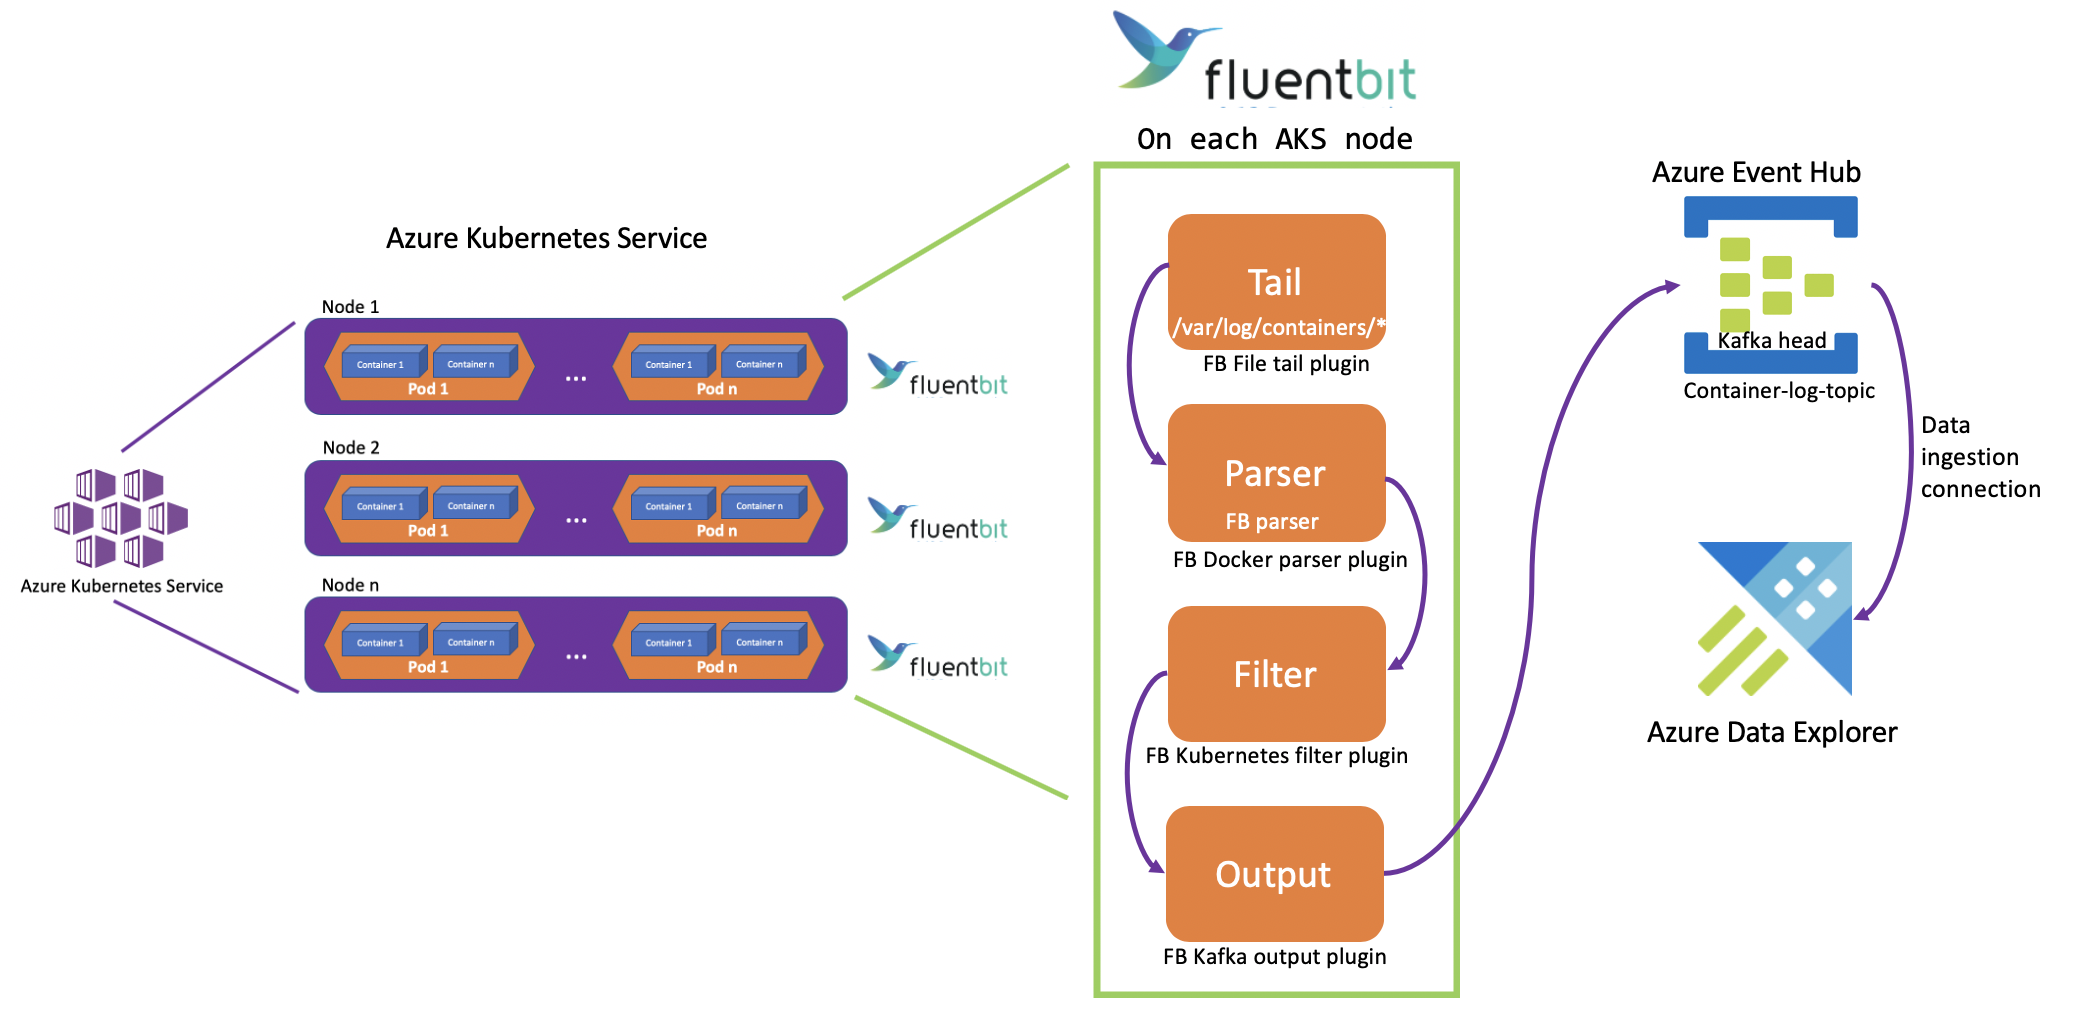 Azure Kubernetes Service
Azure Kubernetes Service
Node 1
Container 1
Container n
Pod 1
...
Container 1
Container n
Pod n
fluentbit
Node 2
Container 1
Container n
Pod 1
...
Container 1
Container n
Pod n
fluentbit
Node n
Container 1
Container n
Pod 1
...
Container 1
Container n
Pod n
fluentbit
fluentbit
On each AKS node
Tail
/var/log/containers/*
FB File tail plugin
Parser
FB parser
FB Docker parser plugin
Filter
FB Kubernetes filter plugin
Output
FB Kafka output plugin
Azure Event Hub
Kafka head
Container-log-topic
Data
ingestion
connection
Azure Data Explorer